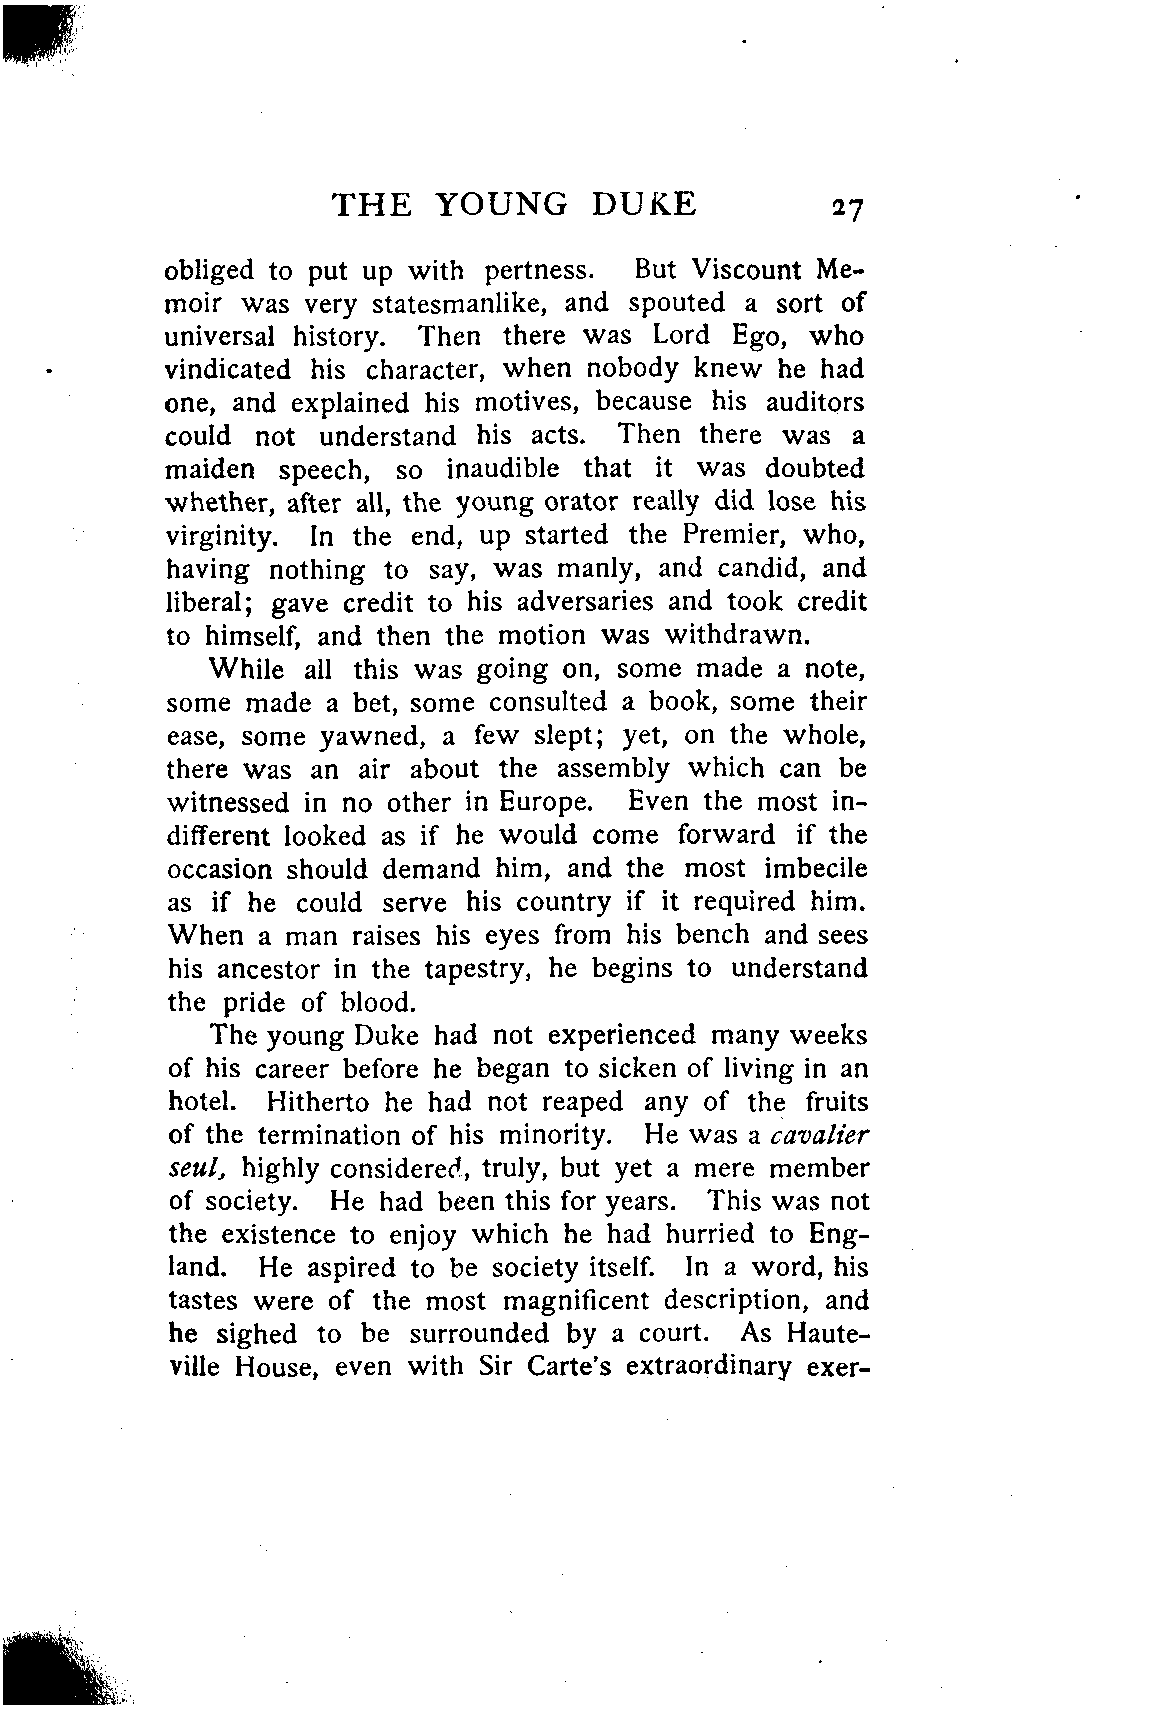 THE YOUNG DUKE 27
obliged to put up with pertness. But Viscount Me-
moir was very statesmanlike, and spouted a sort of
universal history. Then there was Lord Ego, who
vindicated his character, when nobody knew he had
one, and explained his motives, because his auditors
could not understand his acts. Then there was a
maiden speech, so inaudible that it was doubted
whether, after all, the young orator really did lose his
virginity. In the end, up started the Premier, who,
having nothing to say, was manly, and candid, and
liberal; gave credit to his adversaries and took credit
to himself, and then the motion was withdrawn.
While all this was going on, some made a note,
some made a bet, some consulted a book, some their
ease, some yawned, a few slept; yet, on the whole,
there was an air about the assembly which can be
witnessed in no other in Europe. Even the most in-
different looked as if he would come forward if the
occasion should demand him, and the most imbecile
as if he could serve his country if it required him.
When a man raises his eyes from his bench and sees
his ancestor in the tapestry, he begins to understand
the pride of blood.
The young Duke had not experienced many weeks
of his career before he began to sicken of living in an
hotel. Hitherto he had not reaped any of the fruits
of the termination of his minority. He was a cavalier
seul, highly considered, truly, but yet a mere member
of society. He had been this for years. This was not
the existence to enjoy which he had hurried to Eng-
land. He aspired to be society itself. In a word, his
tastes were of the most magnificent description, and
he sighed to be surrounded by a court. As Haute-
ville House, even with Sir Carte's extraordinary exer-